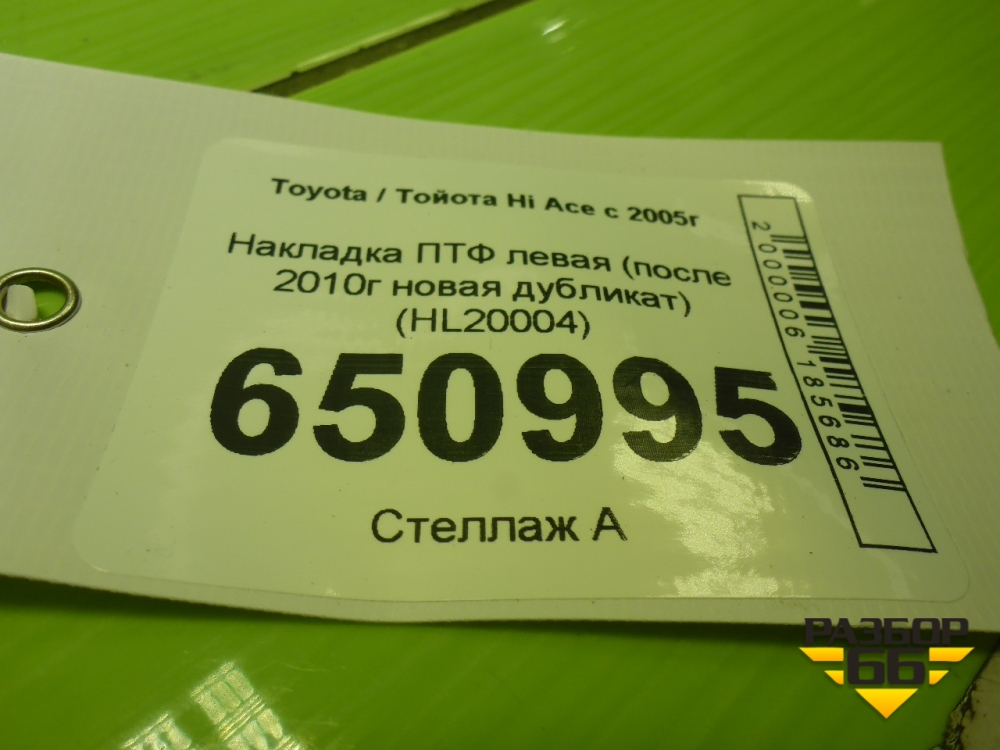 Toyota / Тойота Hi Ace с 2005г
Накладка ПТФ левая (после
2010г новая дубликат)
(HL20004)
650995
Стеллаж А
2000006185686
РАЗБОР
66